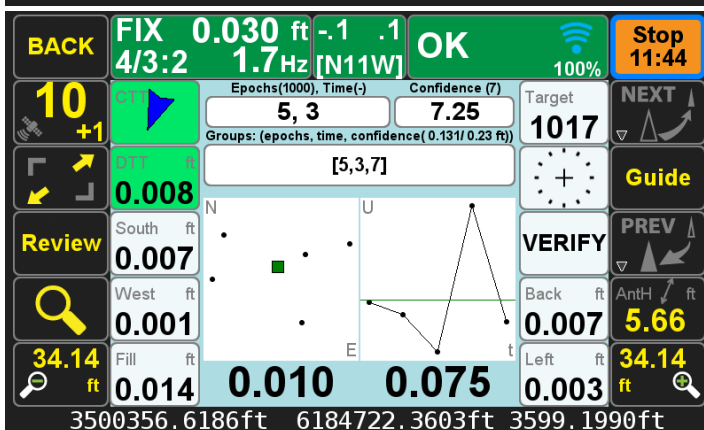 BACK
FIX 0.030 ft
4/3:2 1.7Hz
-.1 .1
[N11W]
OK
100%
Stop
11:44
10
+1
CTT
Epochs(1000), Time(-)
5, 3
Confidence (7)
7.25
Target
1017
NEXT
Groups: (epochs, time, confidence( 0.131/ 0.23 ft))
[5,3,7]
DTT ft
0.008
Guide
Review
South ft
0.007
N
E
U
t
VERIFY
PREV
West ft
0.001
Back ft
0.007
AntH ft
5.66
34.14
ft
Fill ft
0.014
0.010
0.075
Left ft
0.003
34.14
ft
3500356.6186ft 6184722.3603ft 3599.1990ft